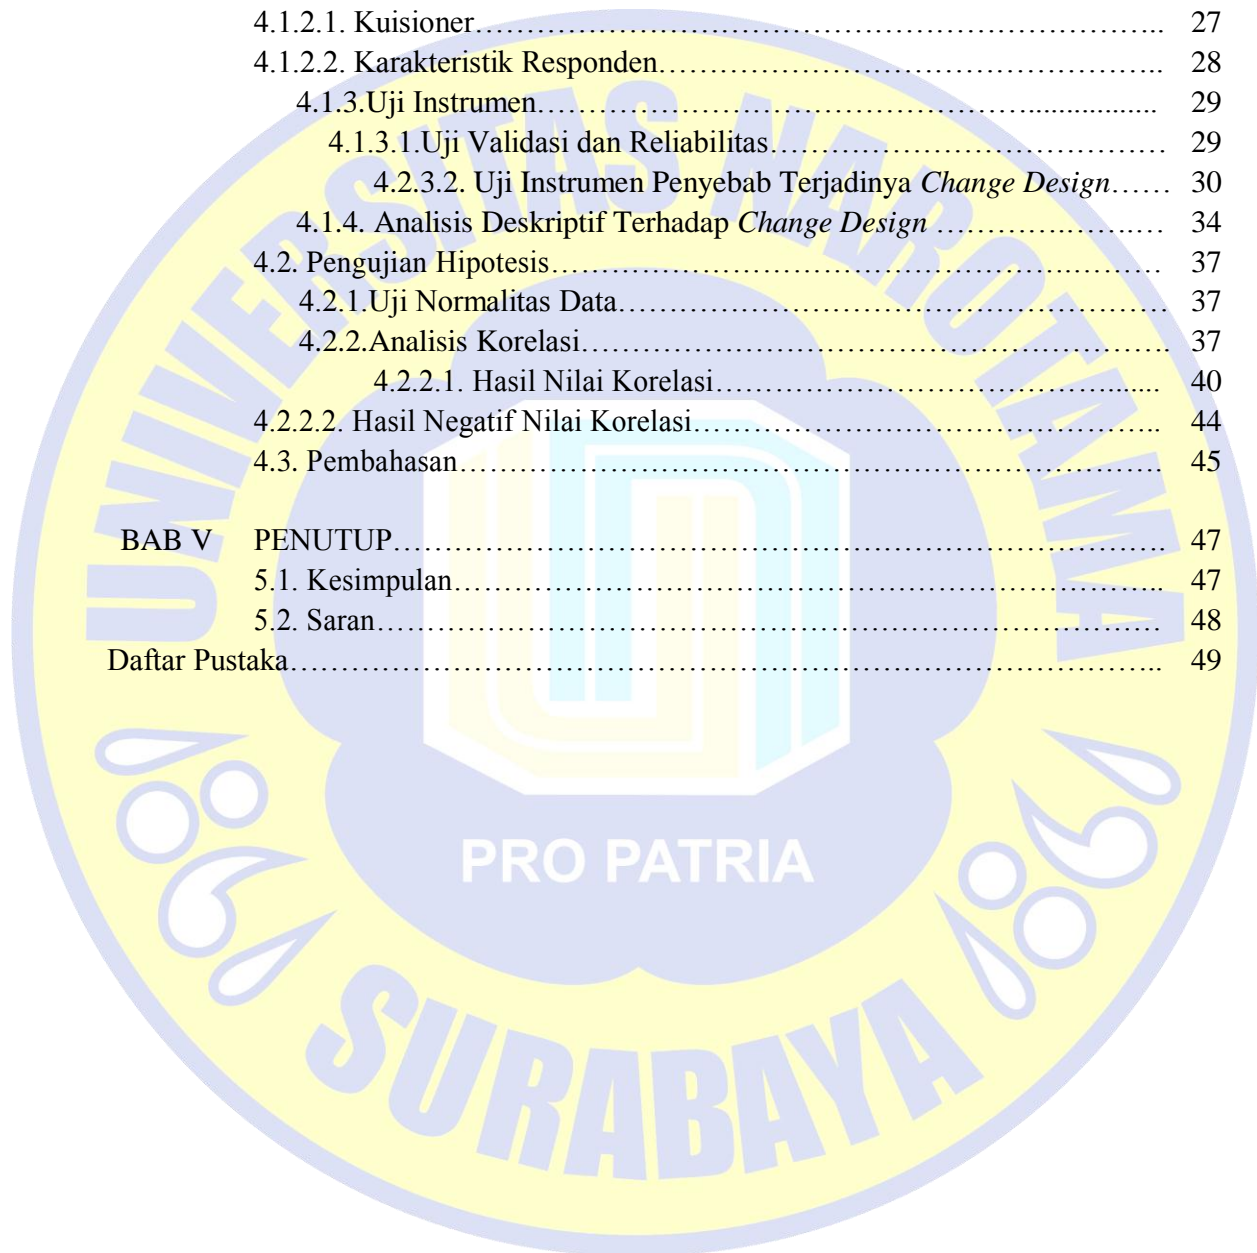 4.1.2.1. Kuisioner……………………………………………………………….. 27
4.1.2.2. Karakteristik Responden…………………………………………….. 28
4.1.3.Uji Instrumen……………………………………………................... 29
4.1.3.1.Uji Validasi dan Reliabilitas……….…………………………… 29
4.2.3.2. Uji Instrumen Penyebab Terjadinya Change Design…… 30
4.1.4. Analisis Deskriptif Terhadap Change Design ………….………… 34
4.2. Pengujian Hipotesis………………………………………………………… 37
4.2.1.Uji Normalitas Data…………………………………………………. 37
4.2.2.Analisis Korelasi……………………………………………………. 37
4.2.2.1. Hasil Nilai Korelasi…………………………………........ 40
4.2.2.2. Hasil Negatif Nilai Korelasi………………………………………….. 44
4.3. Pembahasan………………………………………………………………… 45
BAB V PENUTUP………………………………………………………………………. 47
5.1. Kesimpulan……………………………………………………………….. 47
5.2. Saran………………………………………………………………………. 48
Daftar Pustaka……………………………………………………………………………….. 49
UNIVERSITAS NAROTAMA
PRO PATRIA
SURABAYA